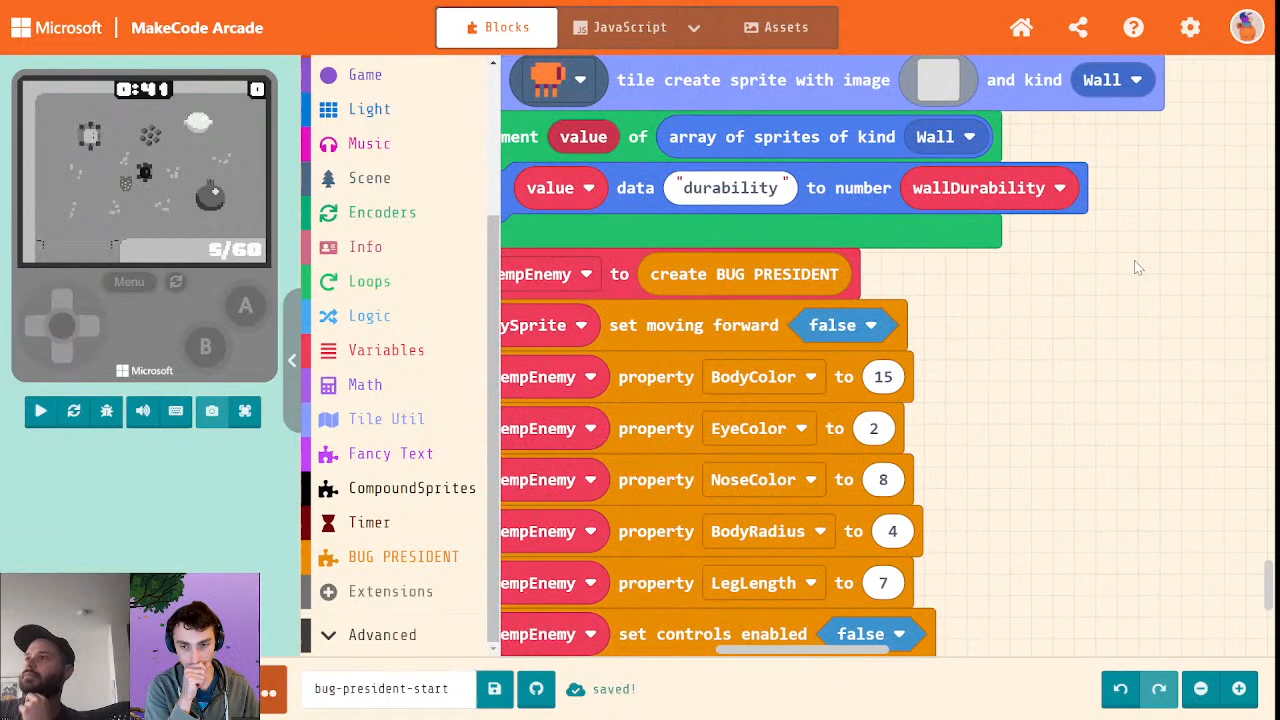 Microsoft | MakeCode Arcade
Blocks
JavaScript
Assets
0:41
0
5/60
Menu
A
B
Microsoft
Game
Light
Music
Scene
Encoders
Info
Loops
Logic
Variables
Math
Tile Util
Fancy Text
CompoundSprites
Timer
BUG PRESIDENT
Extensions
Advanced
tile create sprite with image and kind Wall
ment value of array of sprites of kind Wall
value data "durability" to number wallDurability
empEnemy to create BUG PRESIDENT
ySprite set moving forward false
empEnemy property BodyColor to 15
empEnemy property EyeColor to 2
empEnemy property NoseColor to 8
empEnemy property BodyRadius to 4
empEnemy property LegLength to 7
empEnemy set controls enabled false
bug-president-start
saved!